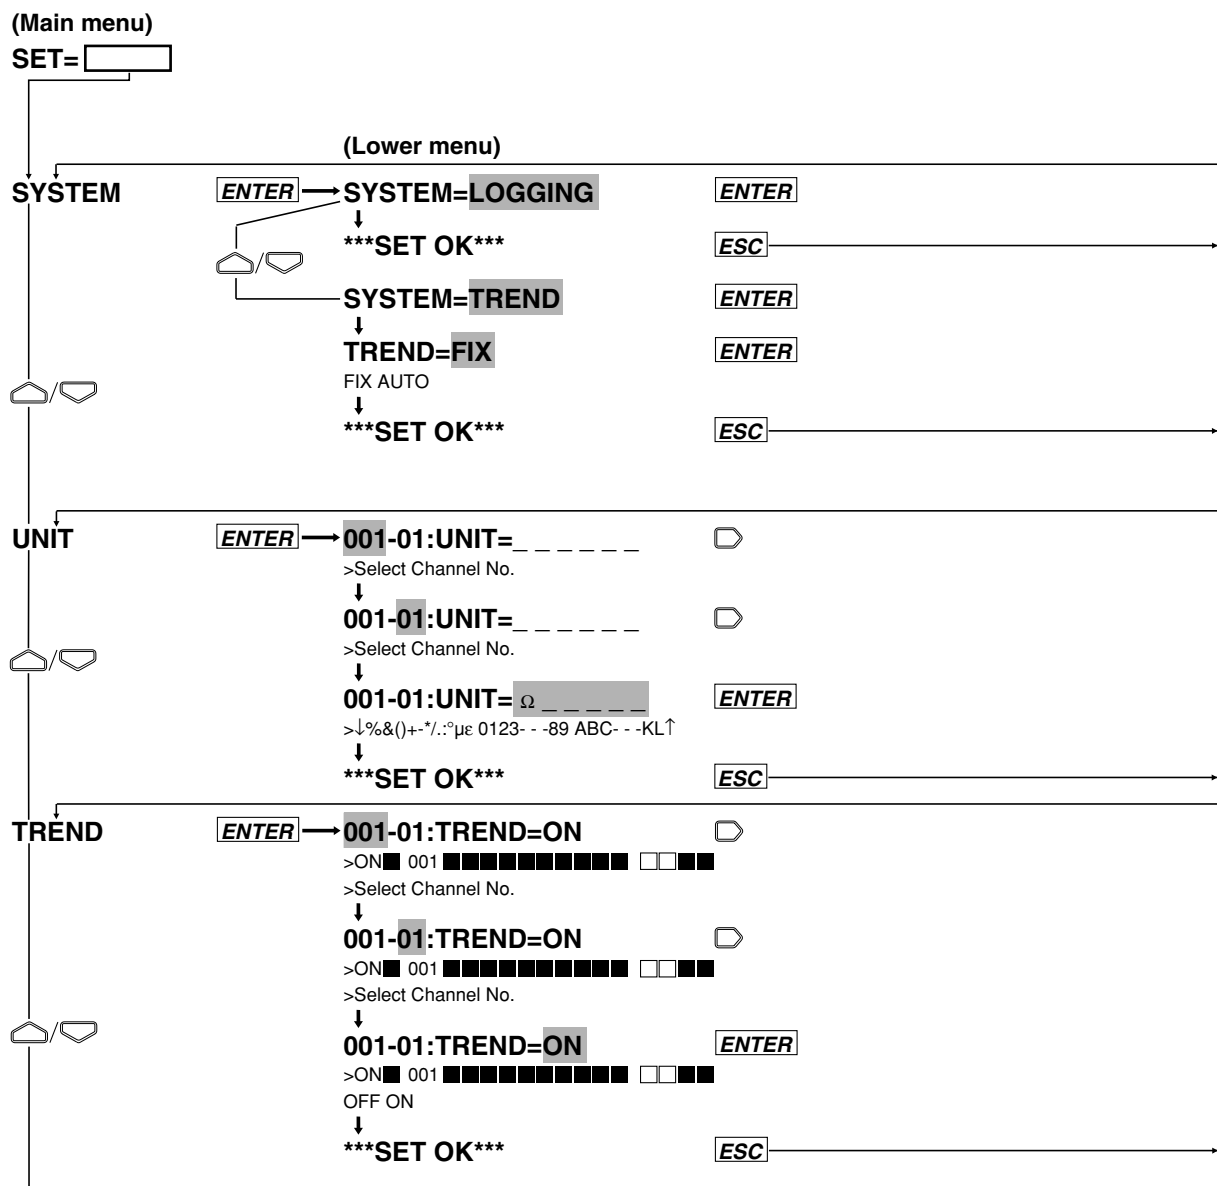 (Main menu)
SET=
(Lower menu)
SYSTEM ENTER SYSTEM=LOGGING ENTER
***SET OK*** ESC
/
SYSTEM=TREND ENTER
TREND=FIX ENTER
FIX AUTO
/
***SET OK*** ESC
UNIT ENTER 001-01:UNIT=_ _ _ _ _ _
>Select Channel No.
001-01:UNIT=_ _ _ _ _ _
>Select Channel No.
/
001-01:UNIT= Ω _ _ _ _ _ ENTER
>↓%&()+-*/.:°µε 0123- - -89 ABC- - -KL↑
***SET OK*** ESC
TREND ENTER 001-01:TREND=ON
>ON■ 001 ■■■■■■■■■■ □□■■
>Select Channel No.
001-01:TREND=ON
>ON■ 001 ■■■■■■■■■■ □□■■
>Select Channel No.
/
001-01:TREND=ON ENTER
>ON■ 001 ■■■■■■■■■■ □□■■
OFF ON
***SET OK*** ESC